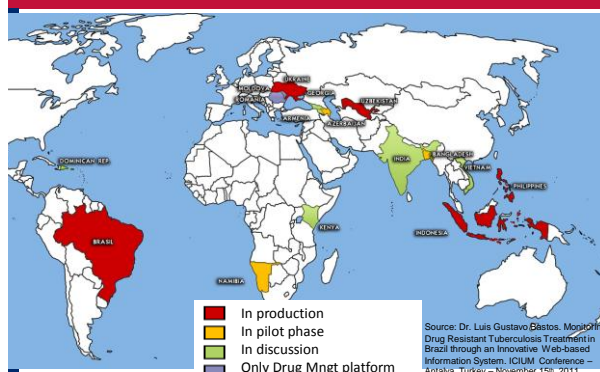 UKRAINE
MOLDOVA
GEORGIA
ROMANIA
UZBEKISTAN
ARMENIA
AZERBAIJAN
DOMINICAN REP.
INDIA
BANGLADESH
VIETNAM
PHILIPPINES
KENYA
BRASIL
INDONESIA
NAMIBIA
In production
In pilot phase
In discussion
Only Drug Mngt platform
Source: Dr. Luis Gustavo Bastos. Monitorin
Drug Resistant Tuberculosis Treatment in
Brazil through an Innovative Web-based
Information System. ICIUM Conference –
Antalya, Turkey – November 15th, 2011